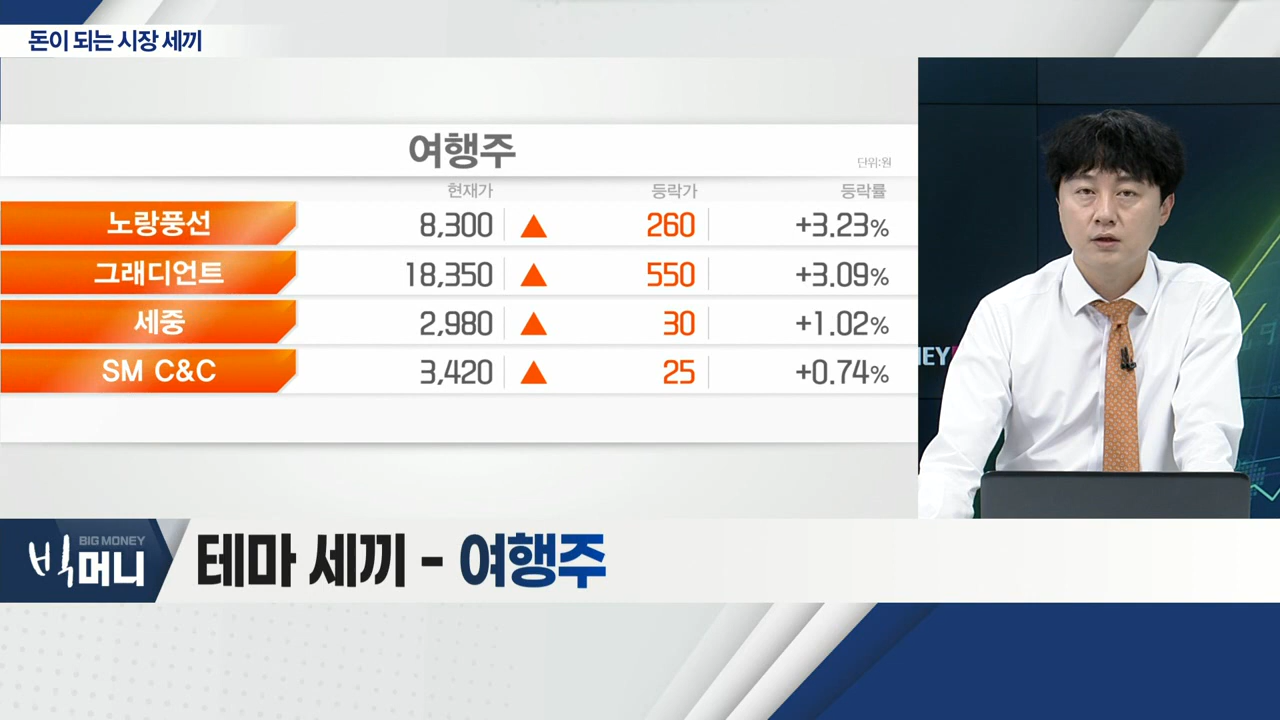 돈이 되는 시장 세끼
여행주
단위:원
현재가 등락가 등락률
노랑풍선 8,300 ▲ 260 +3.23%
그래디언트 18,350 ▲ 550 +3.09%
세중 2,980 ▲ 30 +1.02%
SM C&C 3,420 ▲ 25 +0.74%
BIG MONEY
빅머니
테마 세끼 - 여행주